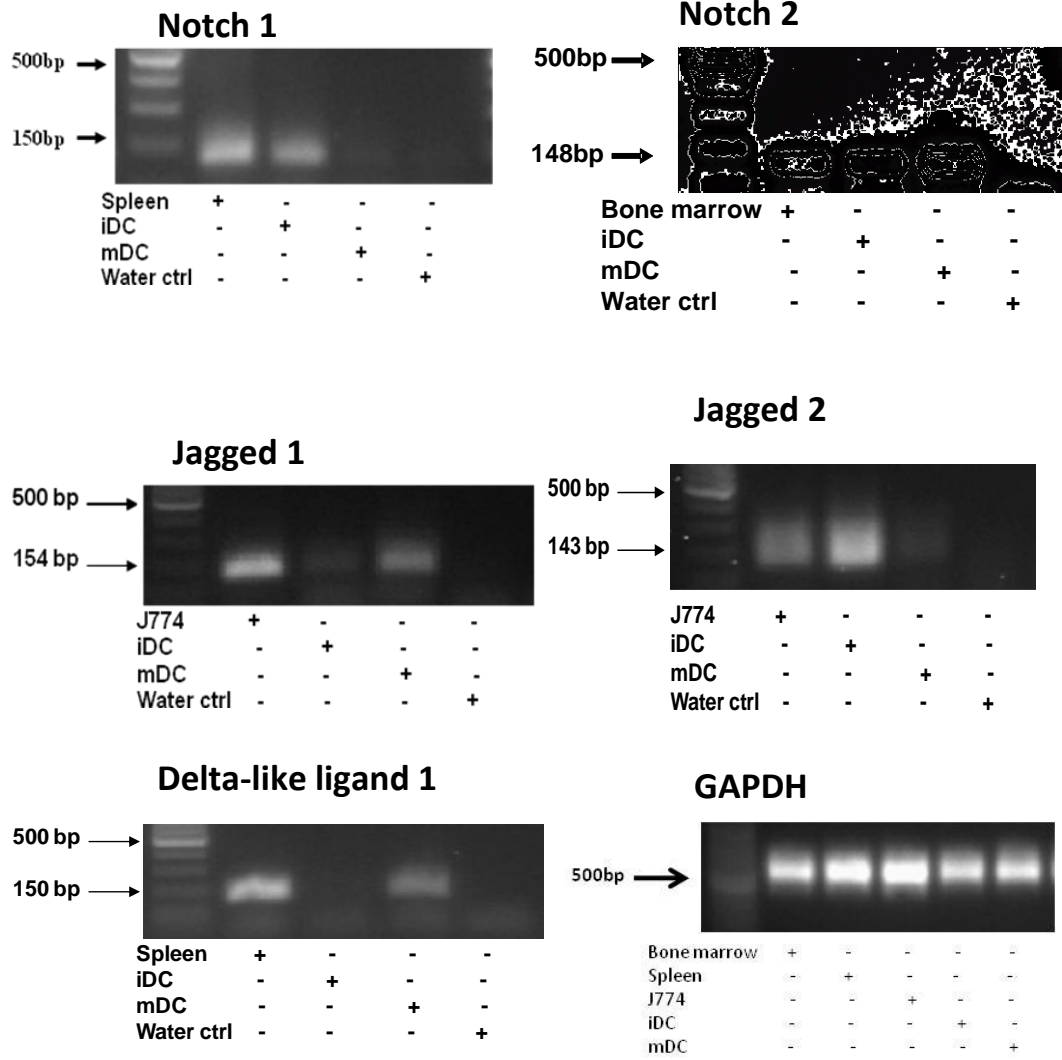 Notch 1
500bp
150bp
Spleen + - - -
iDC - + - -
mDC - - + -
Water ctrl - - - +
Notch 2
500bp
148bp
Bone marrow + - - -
iDC - + - -
mDC - - + -
Water ctrl - - - +
Jagged 1
500 bp
154 bp
J774 + - - -
iDC - + - -
mDC - - + -
Water ctrl - - - +
Jagged 2
500 bp
143 bp
J774 + - - -
iDC - + - -
mDC - - + -
Water ctrl - - - +
Delta-like ligand 1
500 bp
150 bp
Spleen + - - -
iDC - + - -
mDC - - + -
Water ctrl - - - +
GAPDH
500bp
Bone marrow + - - - -
Spleen - + - - -
J774 - - + - -
iDC - - - + -
mDC - - - - +